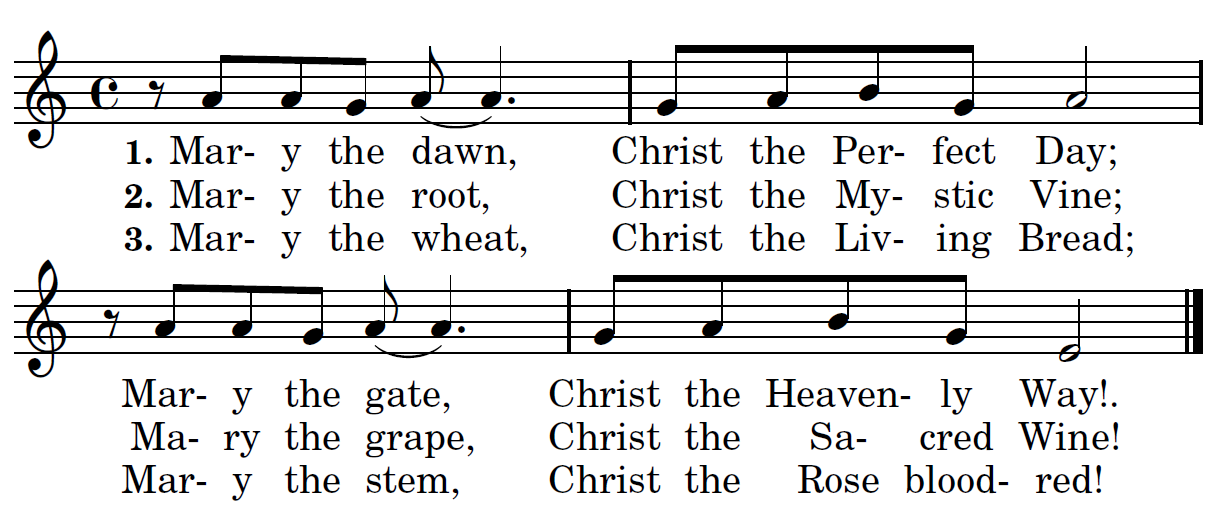 1. Mar- y the dawn, Christ the Per- fect Day;
2. Mar- y the root, Christ the My- stic Vine;
3. Mar- y the wheat, Christ the Liv- ing Bread;
Mar- y the gate, Christ the Heaven- ly Way!.
Ma- ry the grape, Christ the Sa- cred Wine!
Mar- y the stem, Christ the Rose blood- red!